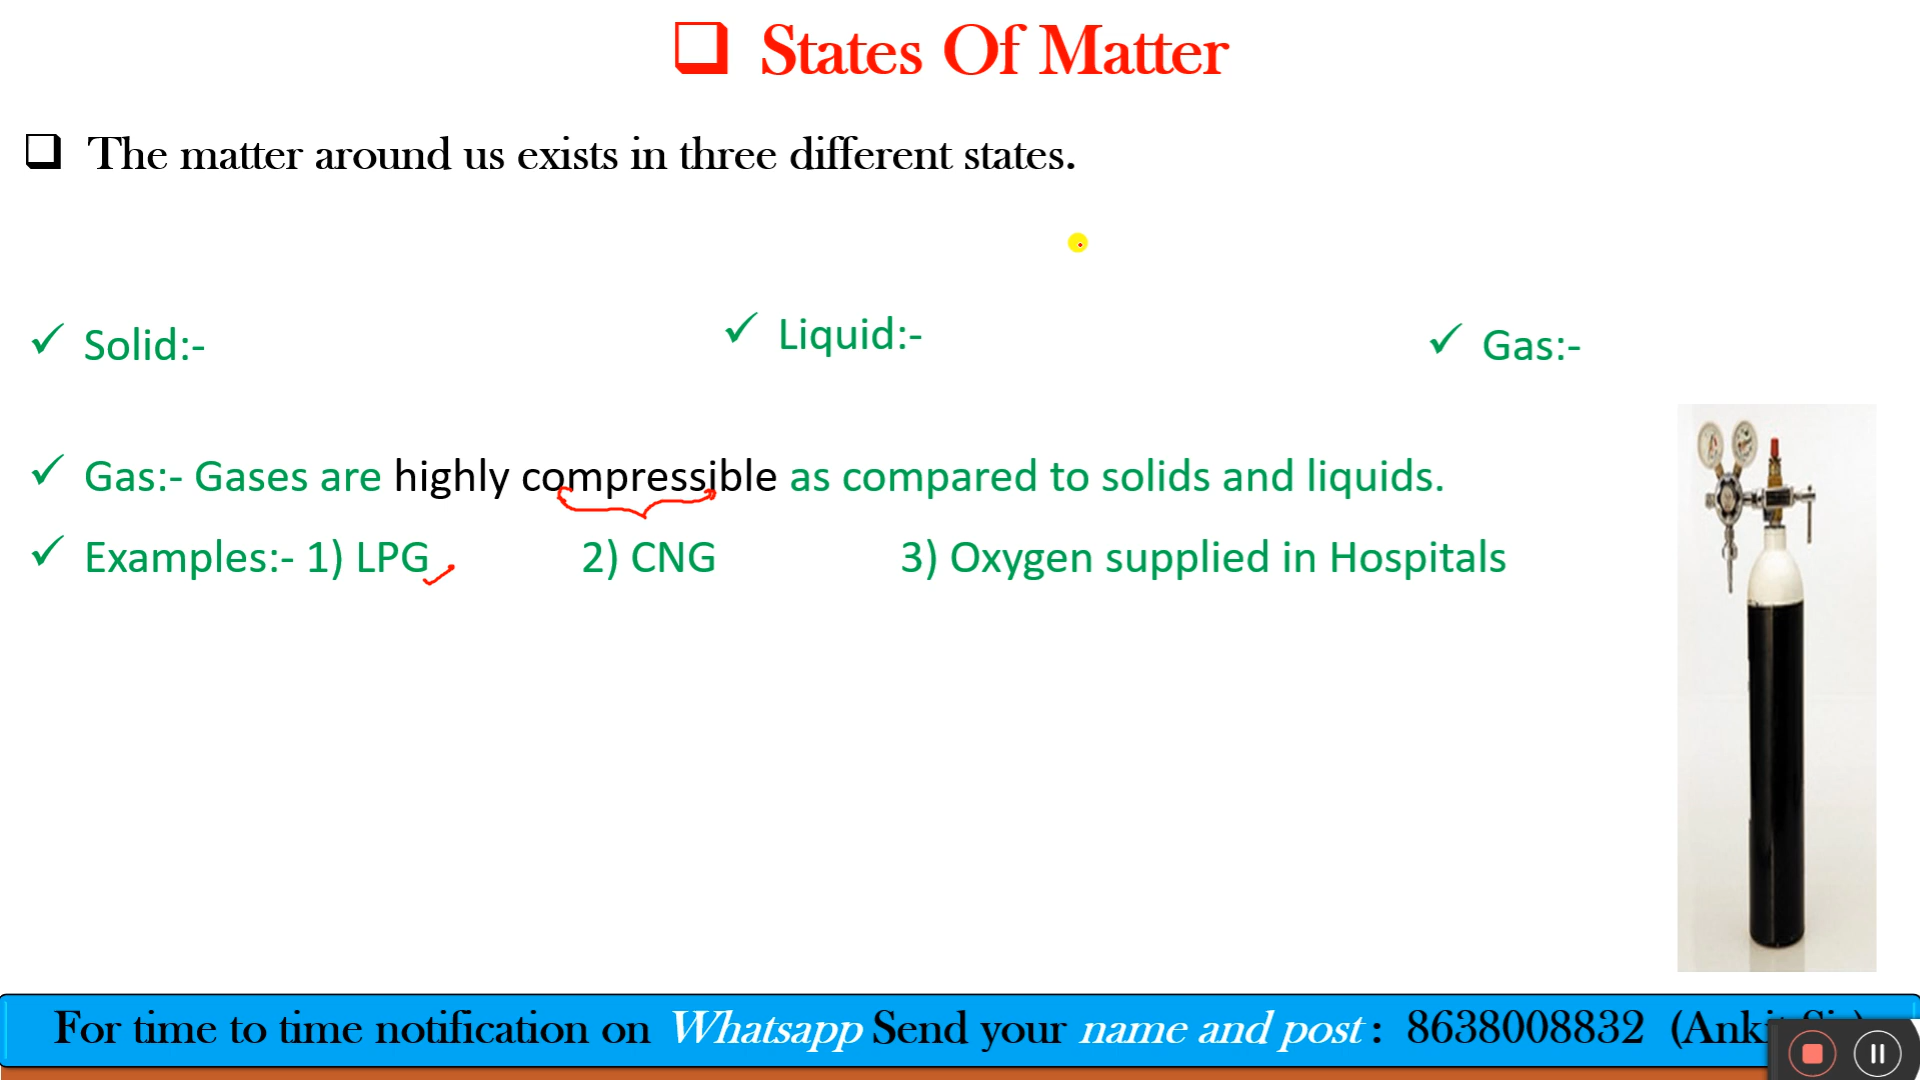 ❑ States Of Matter
❑ The matter around us exists in three different states.
✓ Solid:-
✓ Liquid:-
✓ Gas:-
✓ Gas:- Gases are highly compressible as compared to solids and liquids.
✓ Examples:- 1) LPG 2) CNG 3) Oxygen supplied in Hospitals
For time to time notification on Whatsapp Send your name and post : 8638008832